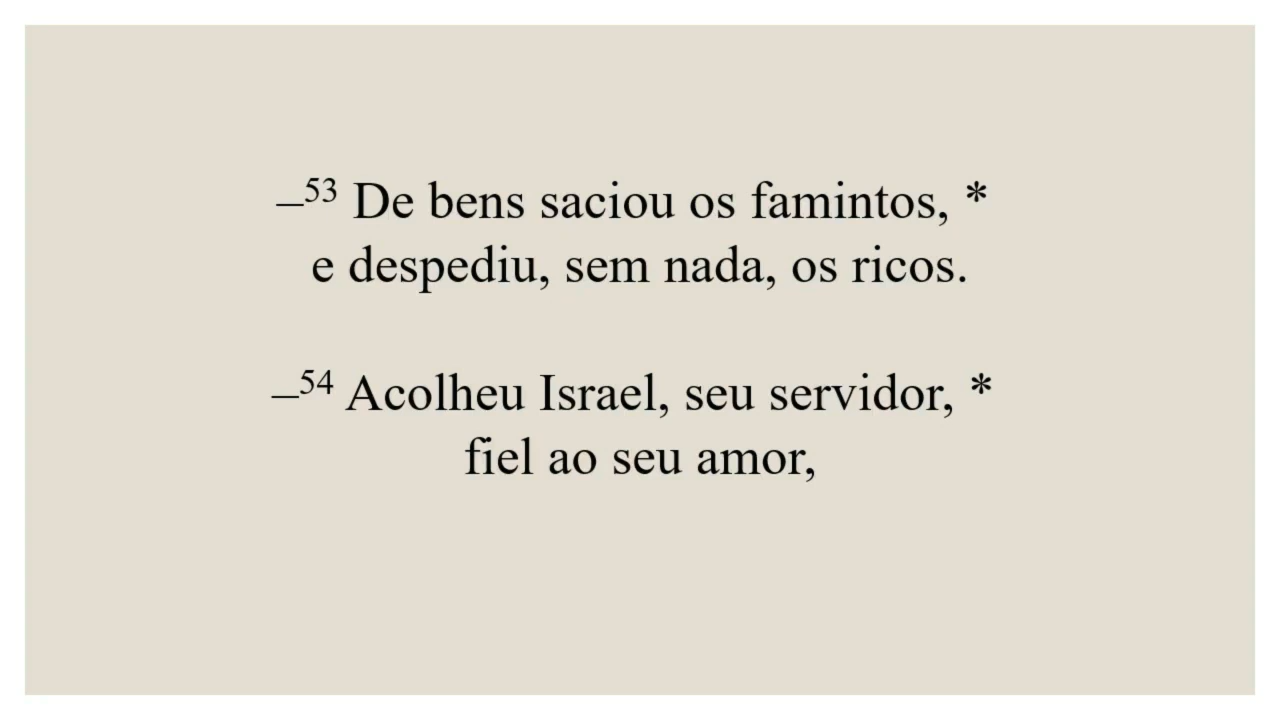 –⁵³ De bens saciou os famintos, *
e despediu, sem nada, os ricos.
–⁵⁴ Acolheu Israel, seu servidor, *
fiel ao seu amor,